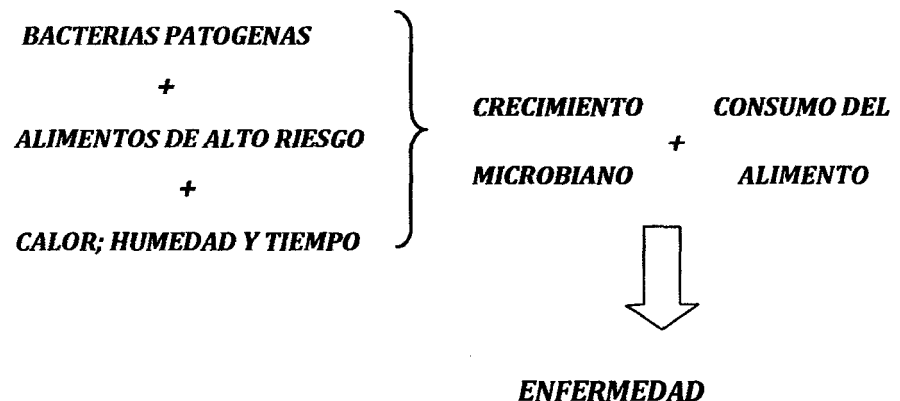 BACTERIAS PATOGENAS
+
ALIMENTOS DE ALTO RIESGO
+
CALOR; HUMEDAD Y TIEMPO
CRECIMIENTO
MICROBIANO
+
CONSUMO DEL
ALIMENTO
ENFERMEDAD